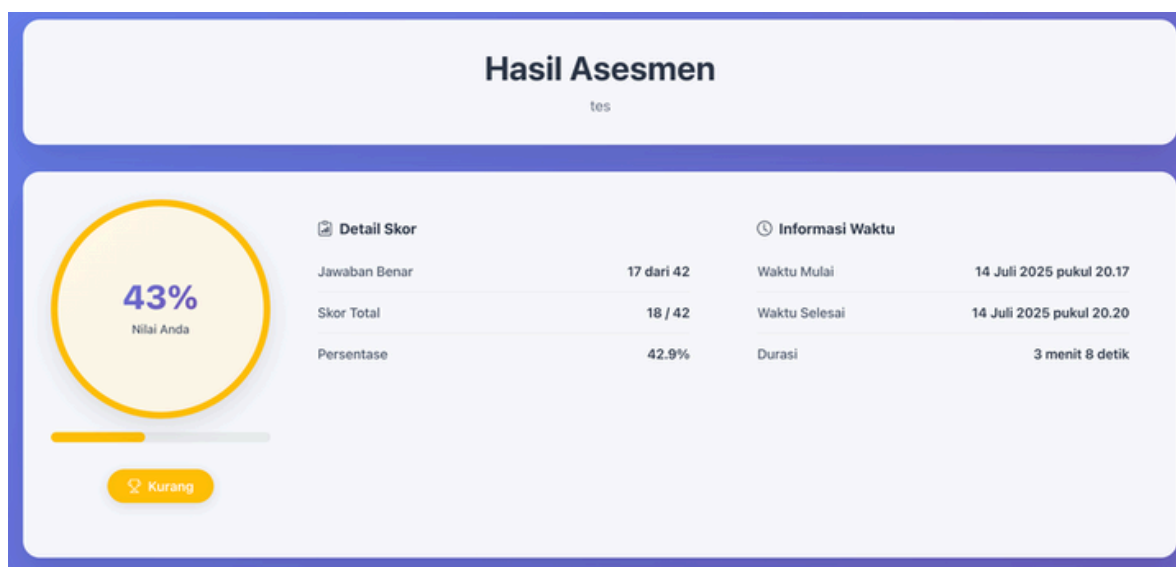 Hasil Asesmen
tes
43%
Nilai Anda
Kurang
Detail Skor
Jawaban Benar 17 dari 42
Skor Total 18 / 42
Persentase 42.9%
Informasi Waktu
Waktu Mulai 14 Juli 2025 pukul 20.17
Waktu Selesai 14 Juli 2025 pukul 20.20
Durasi 3 menit 8 detik